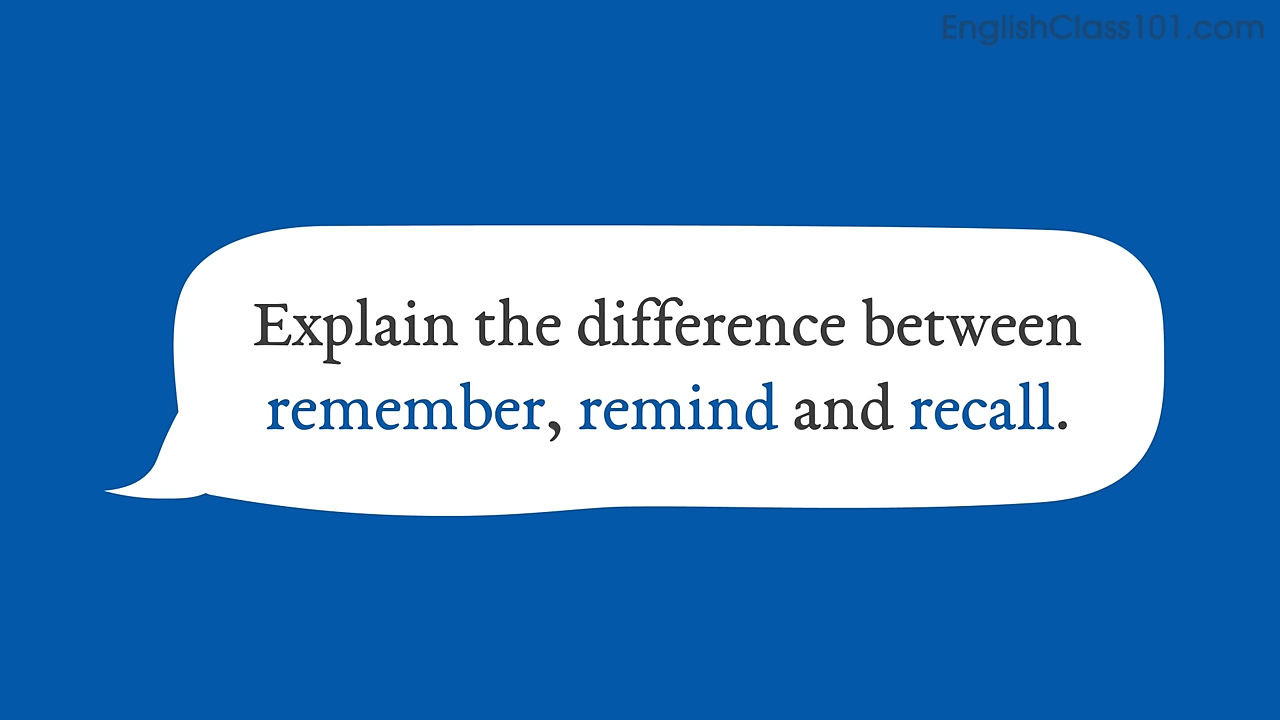 EnglishClass101.com
Explain the difference between
remember, remind and recall.